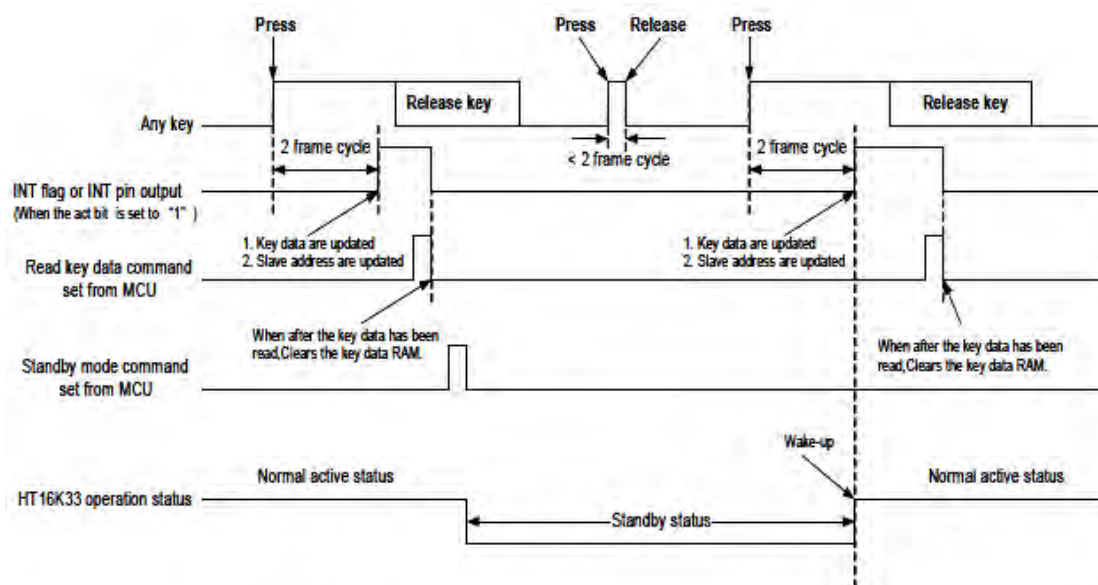 Press
Press
Release
Press
Release key
Release key
Any key
2 frame cycle
< 2 frame cycle
2 frame cycle
INT flag or INT pin output
(When the act bit is set to “1”)
1. Key data are updated
2. Slave address are updated
1. Key data are updated
2. Slave address are updated
Read key data command
set from MCU
When after the key data has been
read,Clears the key data RAM.
When after the key data has been
read,Clears the key data RAM.
Standby mode command
set from MCU
Wake-up
Normal active status
Normal active status
HT16K33 operation status
Standby status